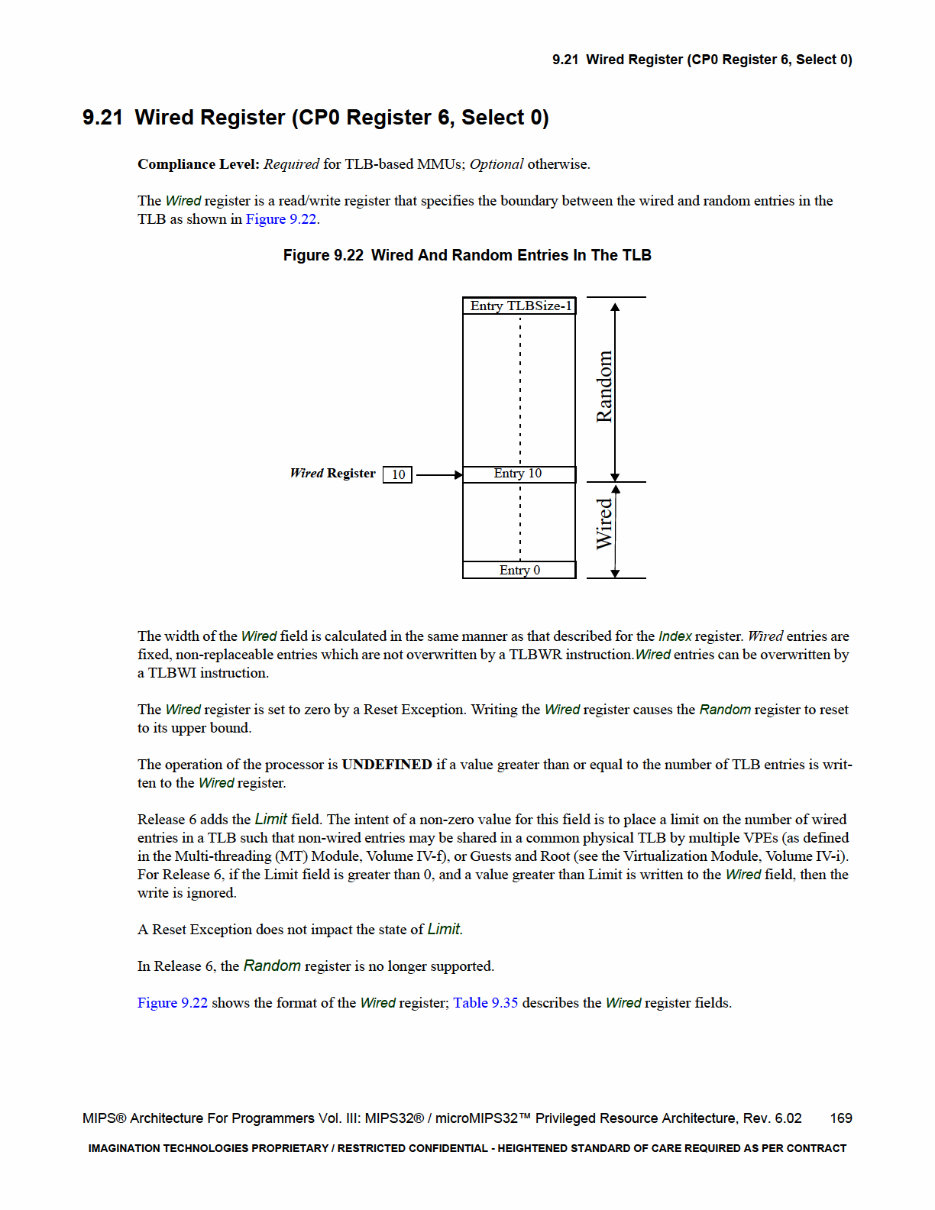 9.21 Wired Register (CP0 Register 6, Select 0)
9.21 Wired Register (CP0 Register 6, Select 0)
Compliance Level: Required for TLB-based MMUs; Optional otherwise.
The Wired register is a read/write register that specifies the boundary between the wired and random entries in the
TLB as shown in Figure 9.22.
Figure 9.22 Wired And Random Entries In The TLB
Entry TLBSize-1
Random
Wired Register 10
Entry 10
Wired
Entry 0
The width of the Wired field is calculated in the same manner as that described for the Index register. Wired entries are
fixed, non-replaceable entries which are not overwritten by a TLBWR instruction.Wired entries can be overwritten by
a TLBWI instruction.
The Wired register is set to zero by a Reset Exception. Writing the Wired register causes the Random register to reset
to its upper bound.
The operation of the processor is UNDEFINED if a value greater than or equal to the number of TLB entries is writ-
ten to the Wired register.
Release 6 adds the Limit field. The intent of a non-zero value for this field is to place a limit on the number of wired
entries in a TLB such that non-wired entries may be shared in a common physical TLB by multiple VPEs (as defined
in the Multi-threading (MT) Module, Volume IV-f), or Guests and Root (see the Virtualization Module, Volume IV-i).
For Release 6, if the Limit field is greater than 0, and a value greater than Limit is written to the Wired field, then the
write is ignored.
A Reset Exception does not impact the state of Limit.
In Release 6, the Random register is no longer supported.
Figure 9.22 shows the format of the Wired register; Table 9.35 describes the Wired register fields.
MIPS® Architecture For Programmers Vol. III: MIPS32® / microMIPS32™ Privileged Resource Architecture, Rev. 6.02 169
IMAGINATION TECHNOLOGIES PROPRIETARY / RESTRICTED CONFIDENTIAL - HEIGHTENED STANDARD OF CARE REQUIRED AS PER CONTRACT